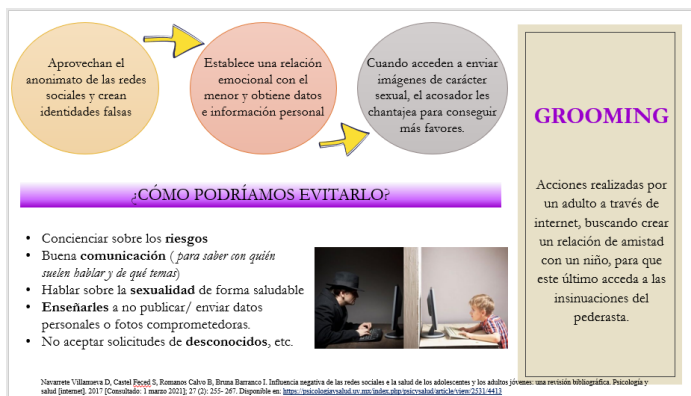 Aprovechan el
anonimato de las redes
sociales y crean
identidades falsas
Establece una relación
emocional con el
menor y obtiene datos
e información personal
Cuando acceden a enviar
imágenes de carácter
sexual, el acosador les
chantajea para conseguir
más favores.
GROOMING
Acciones realizadas por
un adulto a través de
internet, buscando crear
un relación de amistad
con un niño, para que
este último acceda a las
insinuaciones del
pederasta.
¿CÓMO PODRÍAMOS EVITARLO?
• Concienciar sobre los riesgos
• Buena comunicación ( para saber con quién
suelen hablar y de qué temas)
• Hablar sobre la sexualidad de forma saludable
• Enseñarles a no publicar/ enviar datos
personales o fotos comprometedoras.
• No aceptar solicitudes de desconocidos, etc.
Navarrete Villanueva D, Castel Feced S, Romanos Calvo B, Bruna Barranco I. Influencia negativa de las redes sociales e la salud de los adolescentes y los adultos jóvenes: una revisión bibliográfica. Psicología y
salud [internet]. 2017 [Consultado: 1 marzo 2021]; 27 (2): 255- 267. Disponible en: https://psicologiaysalud.uv.mx/index.php/psicysalud/article/view/2531/4413